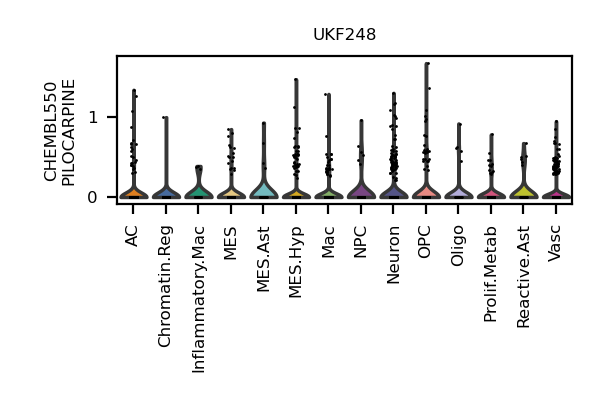 UKF248
CHEMBL550
PILOCARPINE
1
0
AC
Chromatin.Reg
Inflammatory.Mac
MES
MES.Ast
MES.Hyp
Mac
NPC
Neuron
OPC
Oligo
Prolif.Metab
Reactive.Ast
Vasc